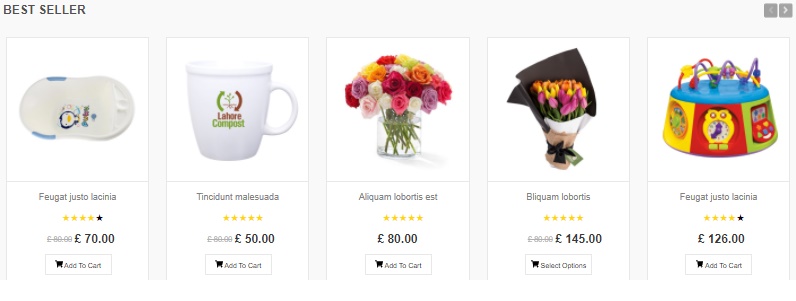 BEST SELLER
Lahore
Compost
Feugat justo lacinia
Tincidunt malesuada
Aliquam lobortis est
Bliquam lobortis
Feugat justo lacinia
£ 80.00 £ 70.00
£ 60.00 £ 50.00
£ 80.00
£ 80.00 £ 145.00
£ 126.00
Add To Cart
Add To Cart
Add To Cart
Select Options
Add To Cart